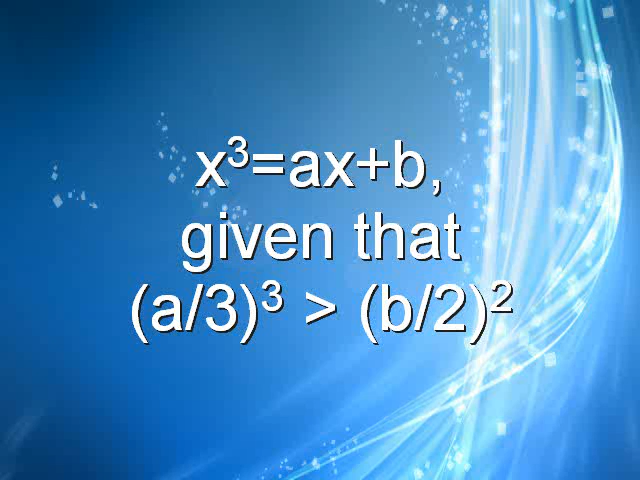 x³=ax+b,
given that
(a/3)³ > (b/2)²